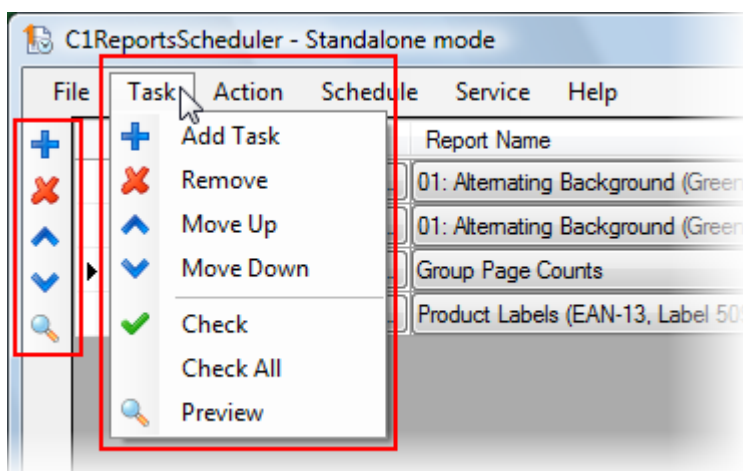 C1ReportsScheduler - Standalone mode
File Task Action Schedule Service Help
Add Task
Remove
Move Up
Move Down
Check
Check All
Preview
Report Name
01: Alternating Background (Green
01: Alternating Background (Green
Group Page Counts
Product Labels (EAN-13, Label 50